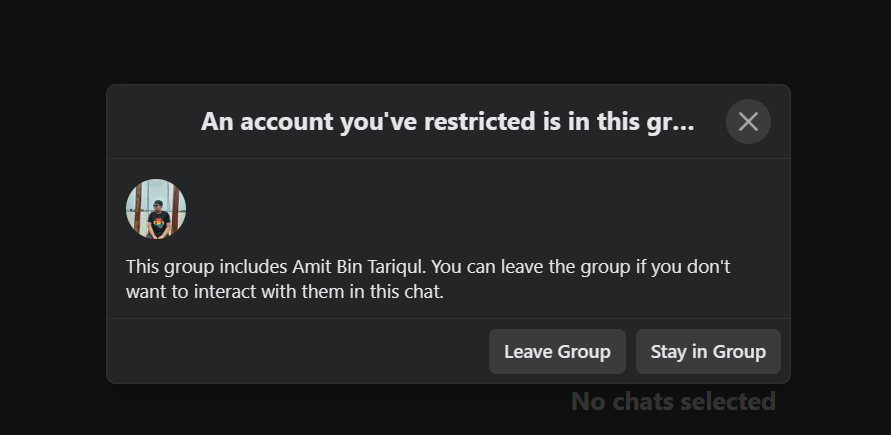 An account you've restricted is in this gr...
This group includes Amit Bin Tariqul. You can leave the group if you don't
want to interact with them in this chat.
Leave Group
Stay in Group
No chats selected